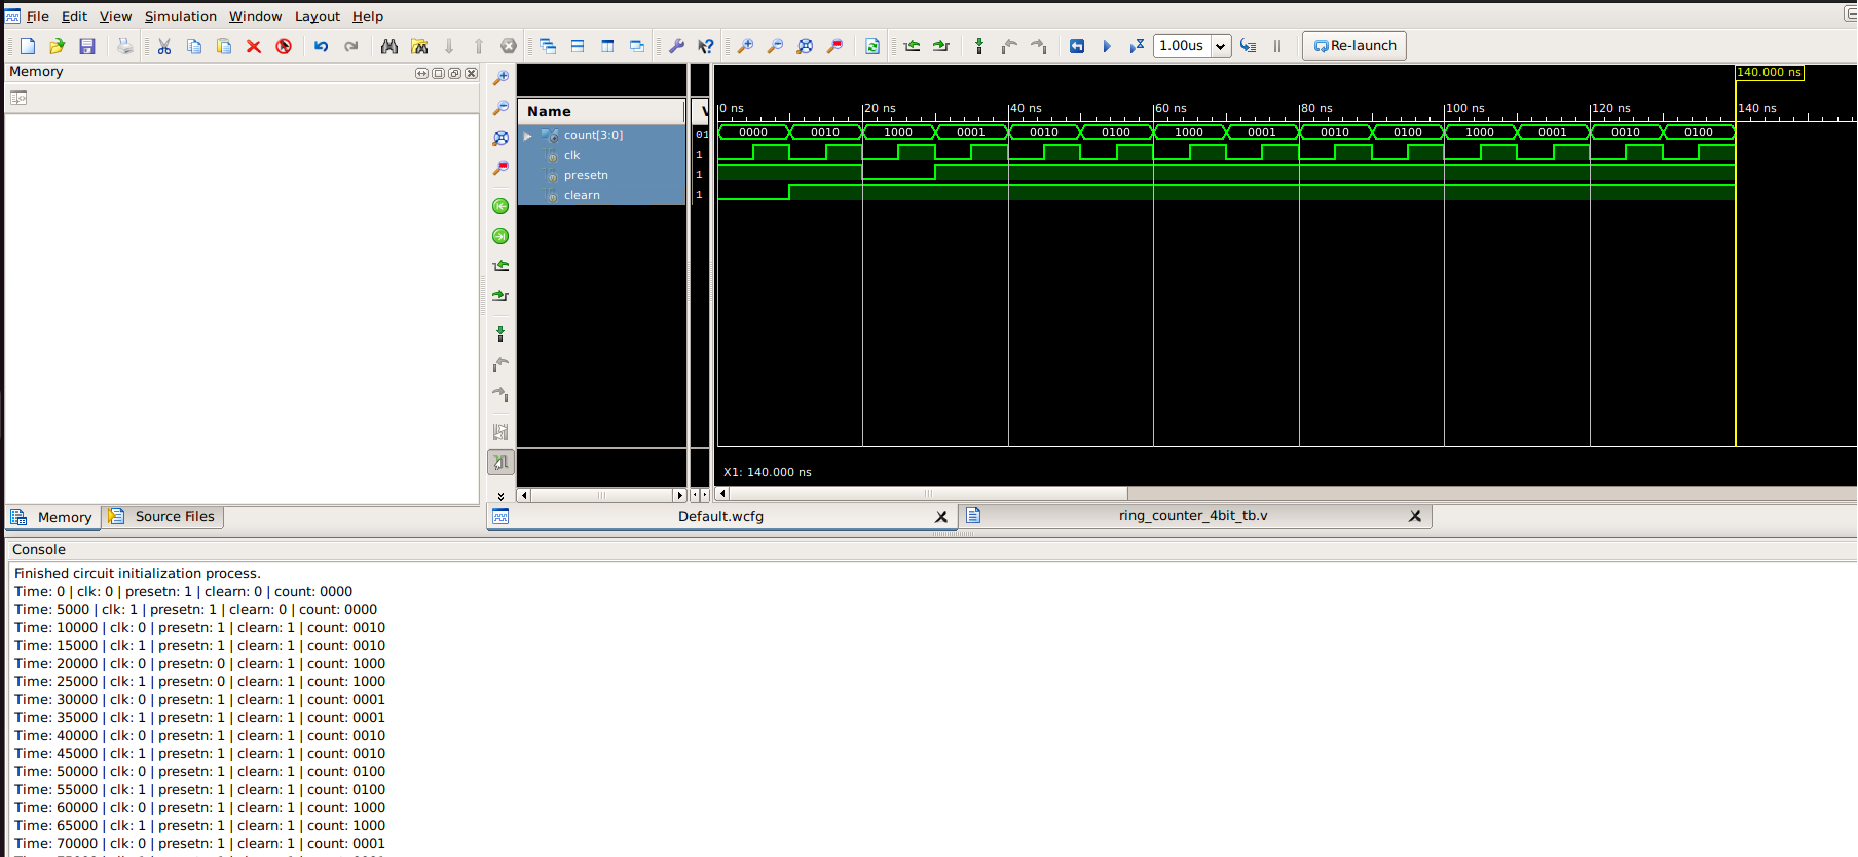 File Edit View Simulation Window Layout Help
1.00us Re-launch
Memory
Name
count[3:0]
clk
presetn
clearn
V
01
1
1
1
140.000 ns
0 ns 20 ns 40 ns 60 ns 80 ns 100 ns 120 ns 140 ns
0000 0010 1000 0001 0010 0100 1000 0001 0010 0100 1000 0001 0010 0100
X1: 140.000 ns
Memory Source Files
Default.wcfg ring_counter_4bit_tb.v
Console
Finished circuit initialization process.
Time: 0 | clk: 0 | presetn: 1 | clearn: 0 | count: 0000
Time: 5000 | clk: 1 | presetn: 1 | clearn: 0 | count: 0000
Time: 10000 | clk: 0 | presetn: 1 | clearn: 1 | count: 0010
Time: 15000 | clk: 1 | presetn: 1 | clearn: 1 | count: 0010
Time: 20000 | clk: 0 | presetn: 0 | clearn: 1 | count: 1000
Time: 25000 | clk: 1 | presetn: 0 | clearn: 1 | count: 1000
Time: 30000 | clk: 0 | presetn: 1 | clearn: 1 | count: 0001
Time: 35000 | clk: 1 | presetn: 1 | clearn: 1 | count: 0001
Time: 40000 | clk: 0 | presetn: 1 | clearn: 1 | count: 0010
Time: 45000 | clk: 1 | presetn: 1 | clearn: 1 | count: 0010
Time: 50000 | clk: 0 | presetn: 1 | clearn: 1 | count: 0100
Time: 55000 | clk: 1 | presetn: 1 | clearn: 1 | count: 0100
Time: 60000 | clk: 0 | presetn: 1 | clearn: 1 | count: 1000
Time: 65000 | clk: 1 | presetn: 1 | clearn: 1 | count: 1000
Time: 70000 | clk: 0 | presetn: 1 | clearn: 1 | count: 0001